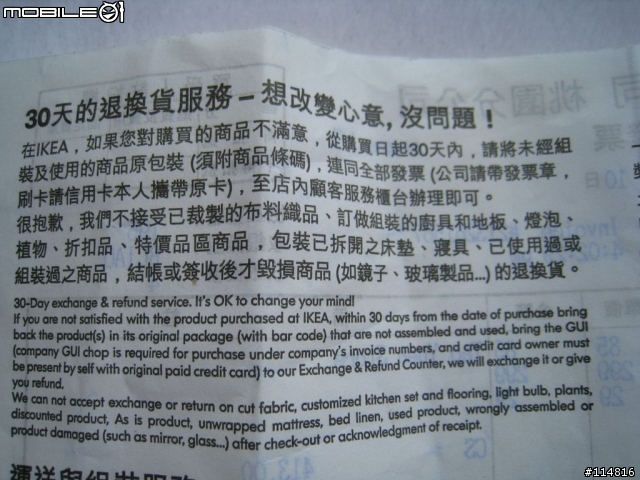 MOBILE01
30天的退換貨服務 – 想改變心意, 沒問題！
在IKEA，如果您對購買的商品不滿意，從購買日起30天內，請將未經組
裝及使用的商品原包裝 (須附商品條碼)，連同全部發票 (公司請帶發票章，
刷卡請信用卡本人攜帶原卡)，至店內顧客服務櫃台辦理即可。
很抱歉，我們不接受已裁製的布料織品、訂做組裝的廚具和地板、燈泡、
植物、折扣品、特價品區商品，包裝已拆開之床墊、寢具、已使用過或
組裝過之商品，結帳或簽收後才毀損商品 (如鏡子、玻璃製品...) 的退換貨。
30-Day exchange & refund service. It's OK to change your mind!
If you are not satisfied with the product purchased at IKEA, within 30 days from the date of purchase bring
back the product(s) in its original package (with bar code) that are not assembled and used, bring the GUI
(company GUI chop is required for purchase under company's invoice numbers, and credit card owner must
be present by self with original paid credit card) to our Exchange & Refund Counter, we will exchange it or give
you refund.
We can not accept exchange or return on cut fabric, customized kitchen set and flooring, light bulb, plants,
discounted product, As is product, unwrapped mattress, bed linen, used product, wrongly assembled or
product damaged (such as mirror, glass...) after check-out or acknowledgment of receipt.
運送與組裝服務
#114816